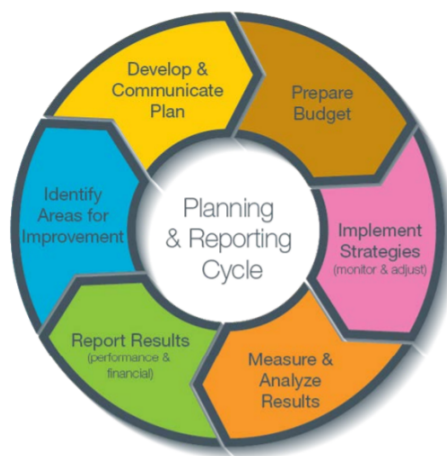 Develop &
Communicate
Plan
Prepare
Budget
Implement
Strategies
(monitor & adjust)
Measure &
Analyze
Results
Report Results
(performance &
financial)
Identify
Areas for
Improvement
Planning
& Reporting
Cycle